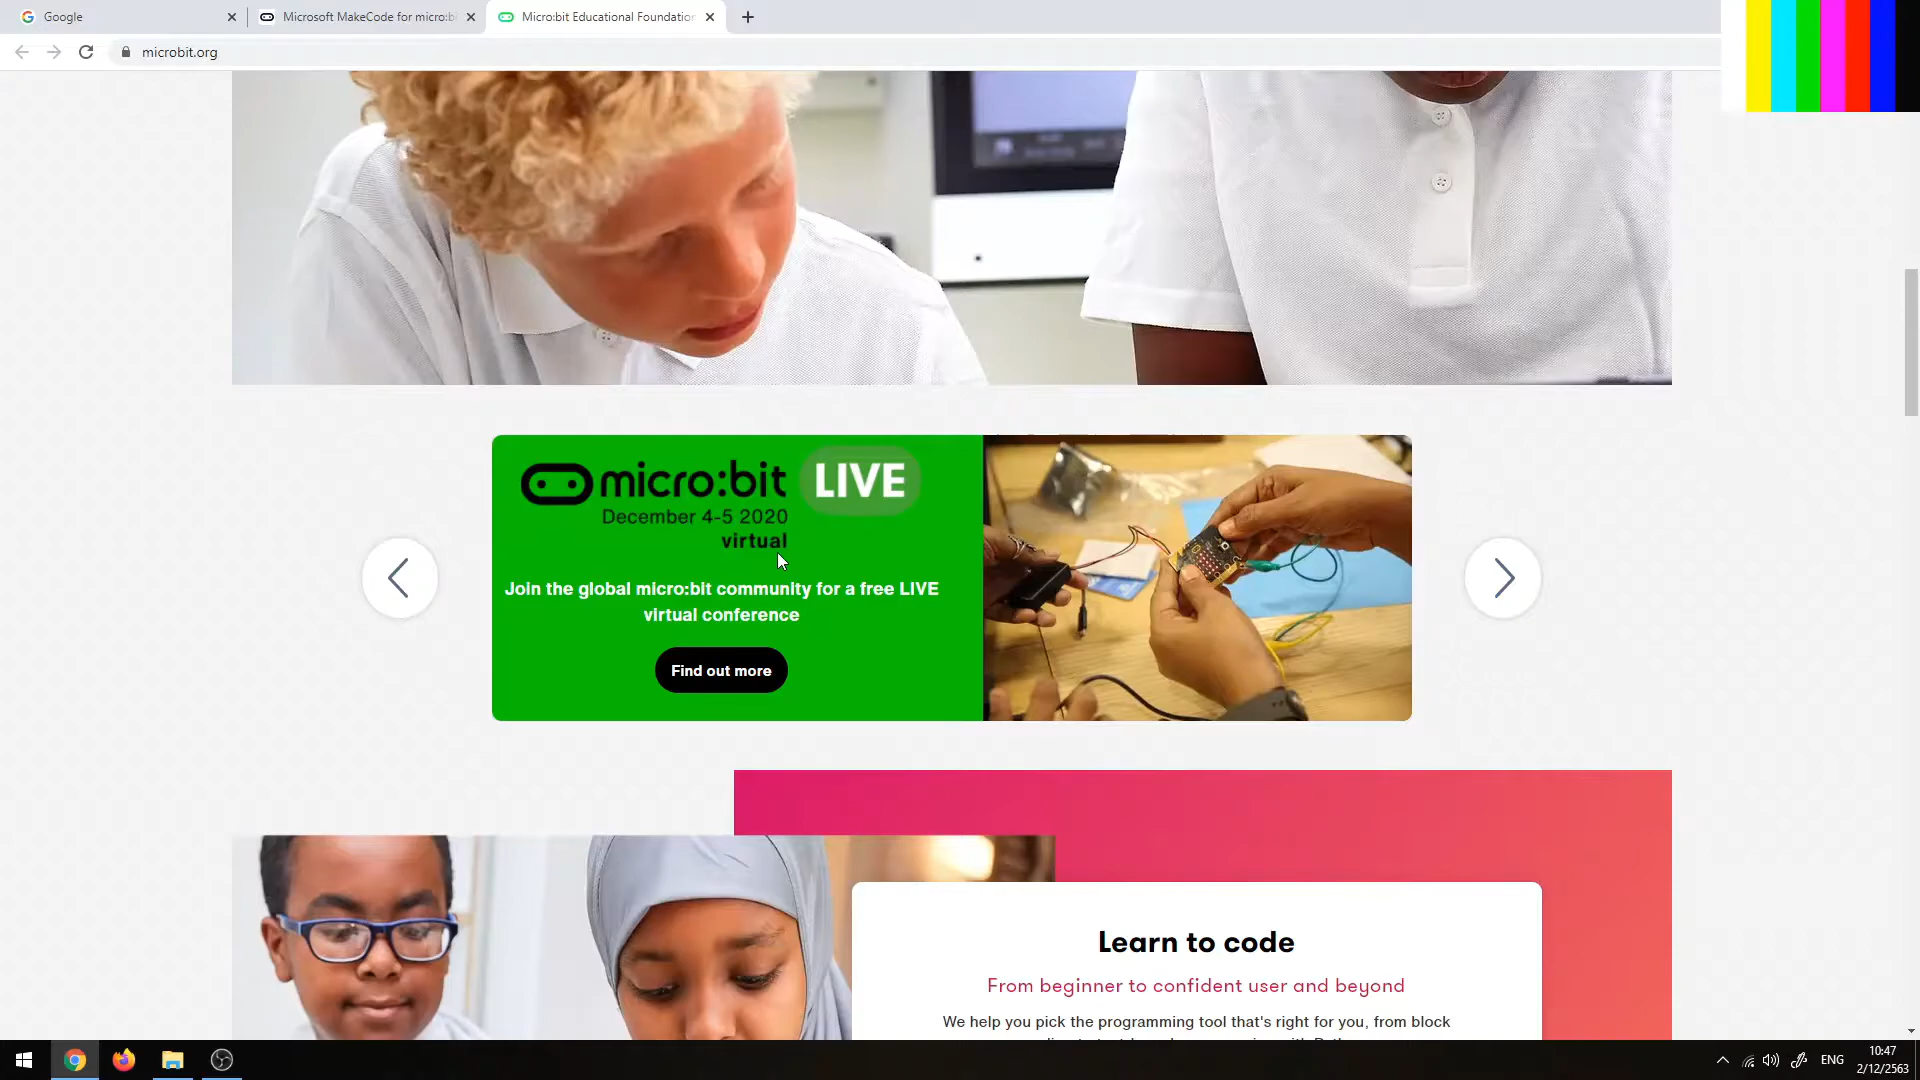 Google
Microsoft MakeCode for micro:bi
Micro:bit Educational Foundation
microbit.org
micro:bit LIVE
December 4-5 2020
virtual
Join the global micro:bit community for a free LIVE
virtual conference
Find out more
Learn to code
From beginner to confident user and beyond
We help you pick the programming tool that's right for you, from block
ENG
10:47
2/12/2563